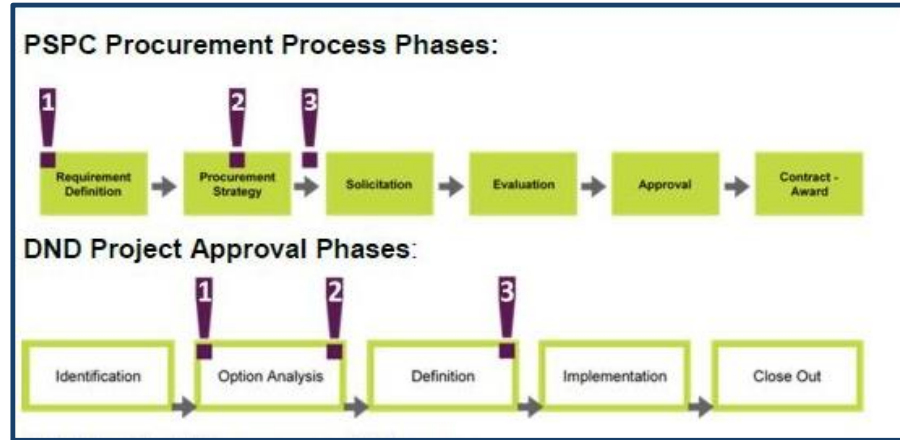 PSPC Procurement Process Phases:
1 2 3
Requirement
Definition
Procurement
Strategy
Solicitation
Evaluation
Approval
Contract -
Award
DND Project Approval Phases:
1 2 3
Identification
Option Analysis
Definition
Implementation
Close Out